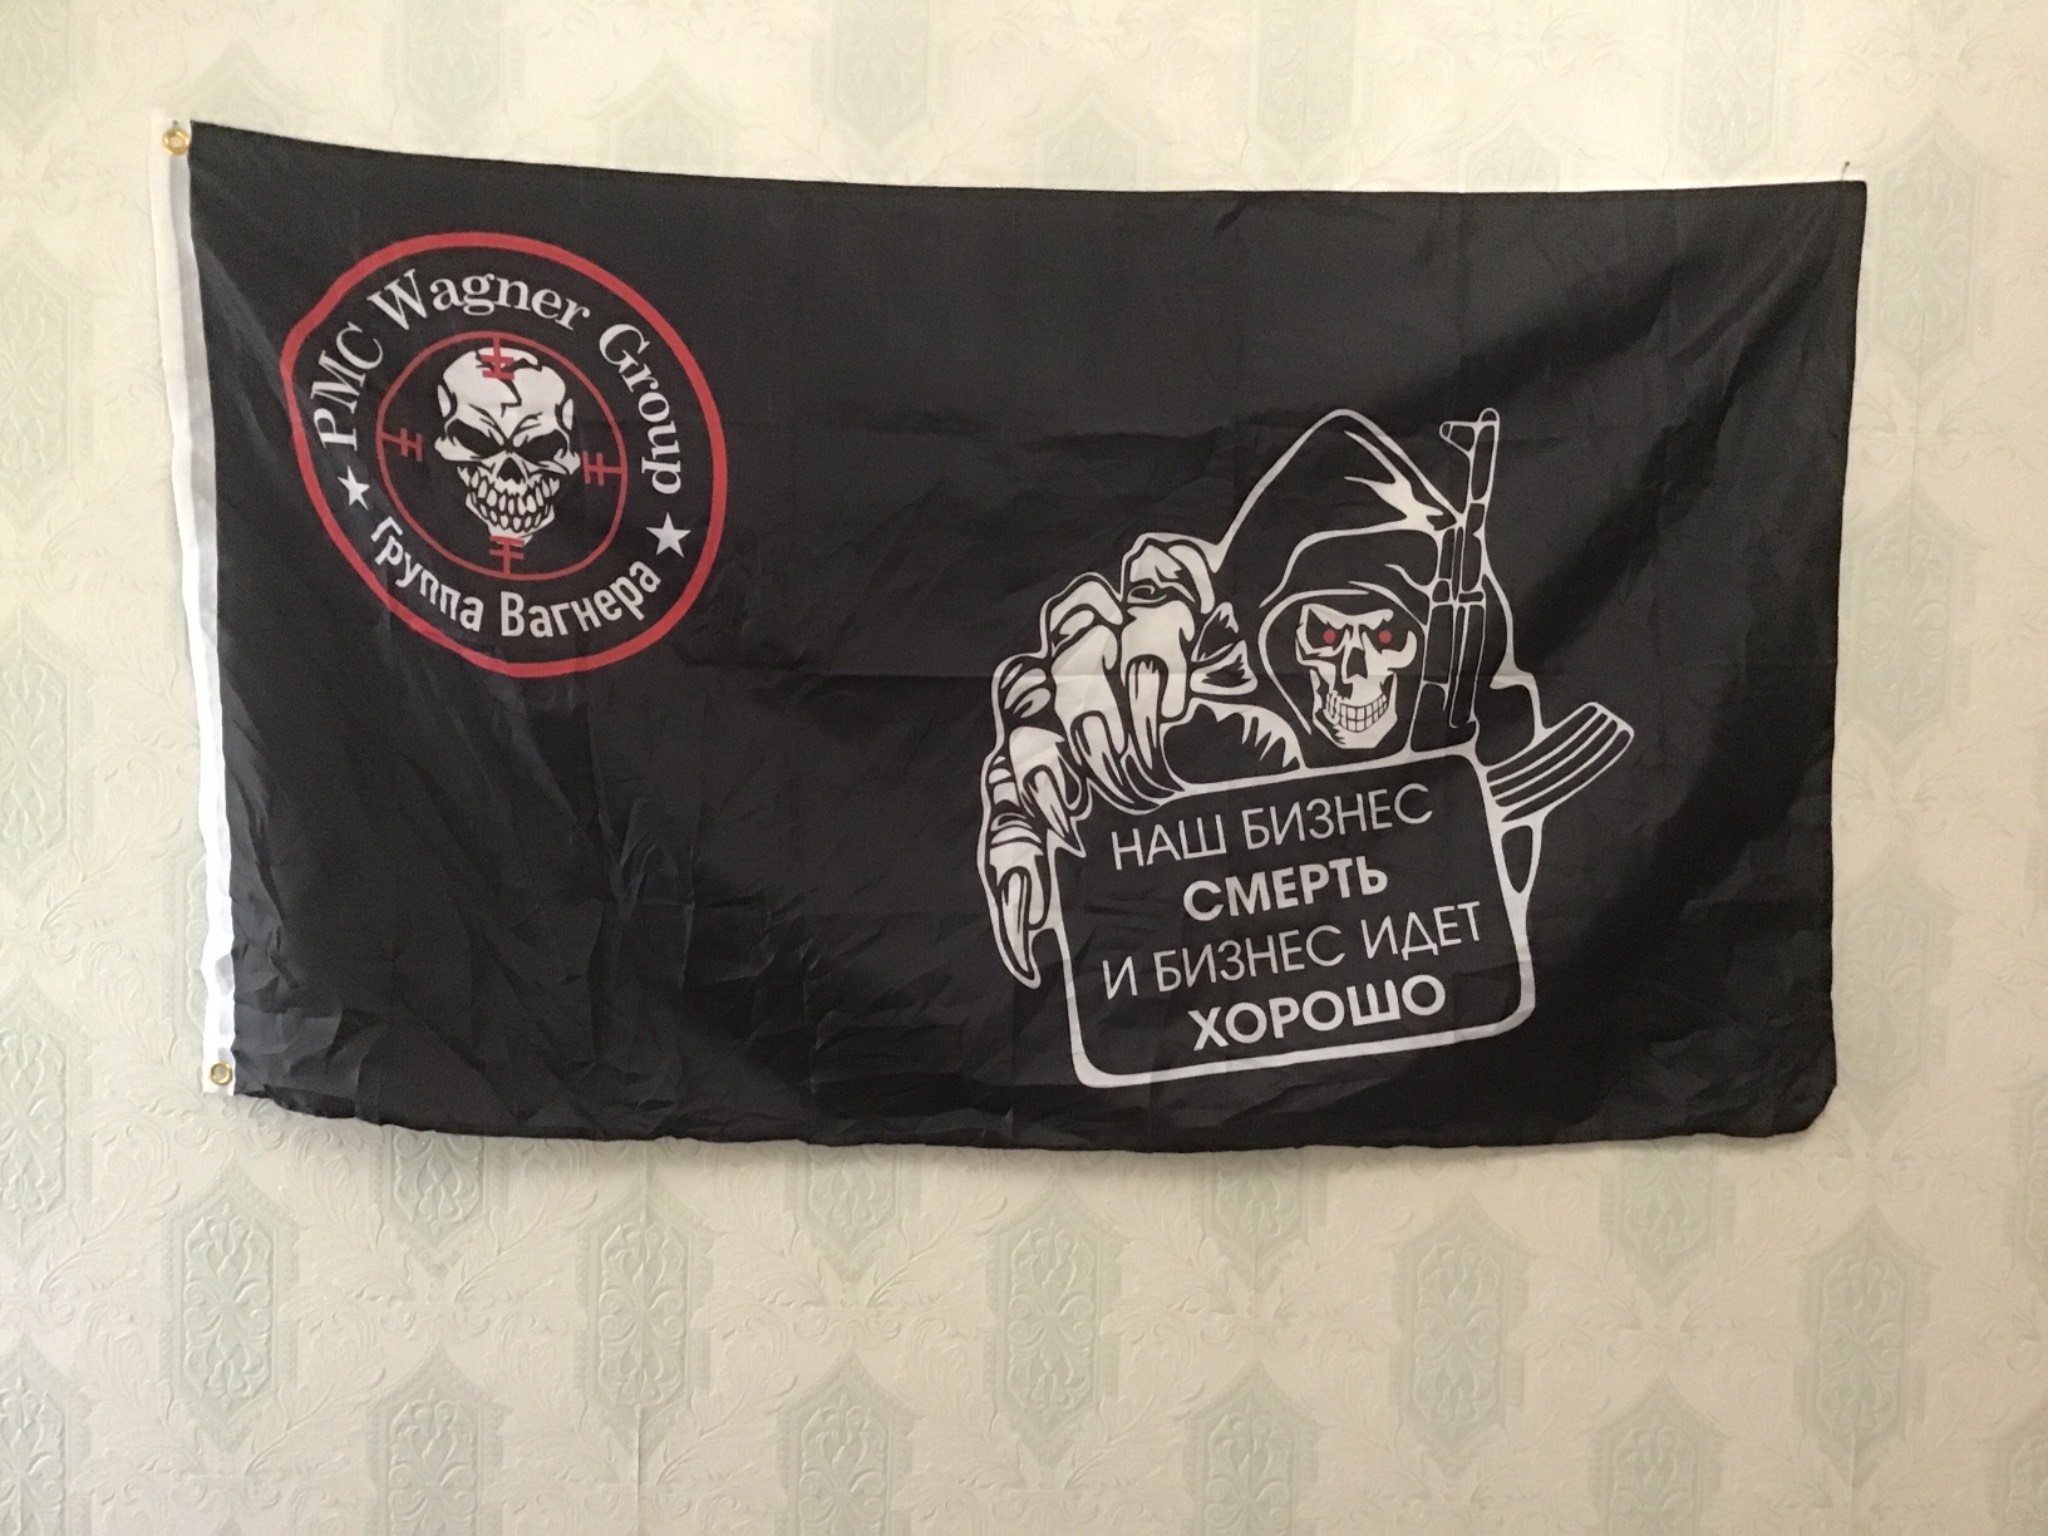 PMC Wagner Group
Группа Вагнера
НАШ БИЗНЕС
СМЕРТЬ
И БИЗНЕС ИДЕТ
ХОРОШО